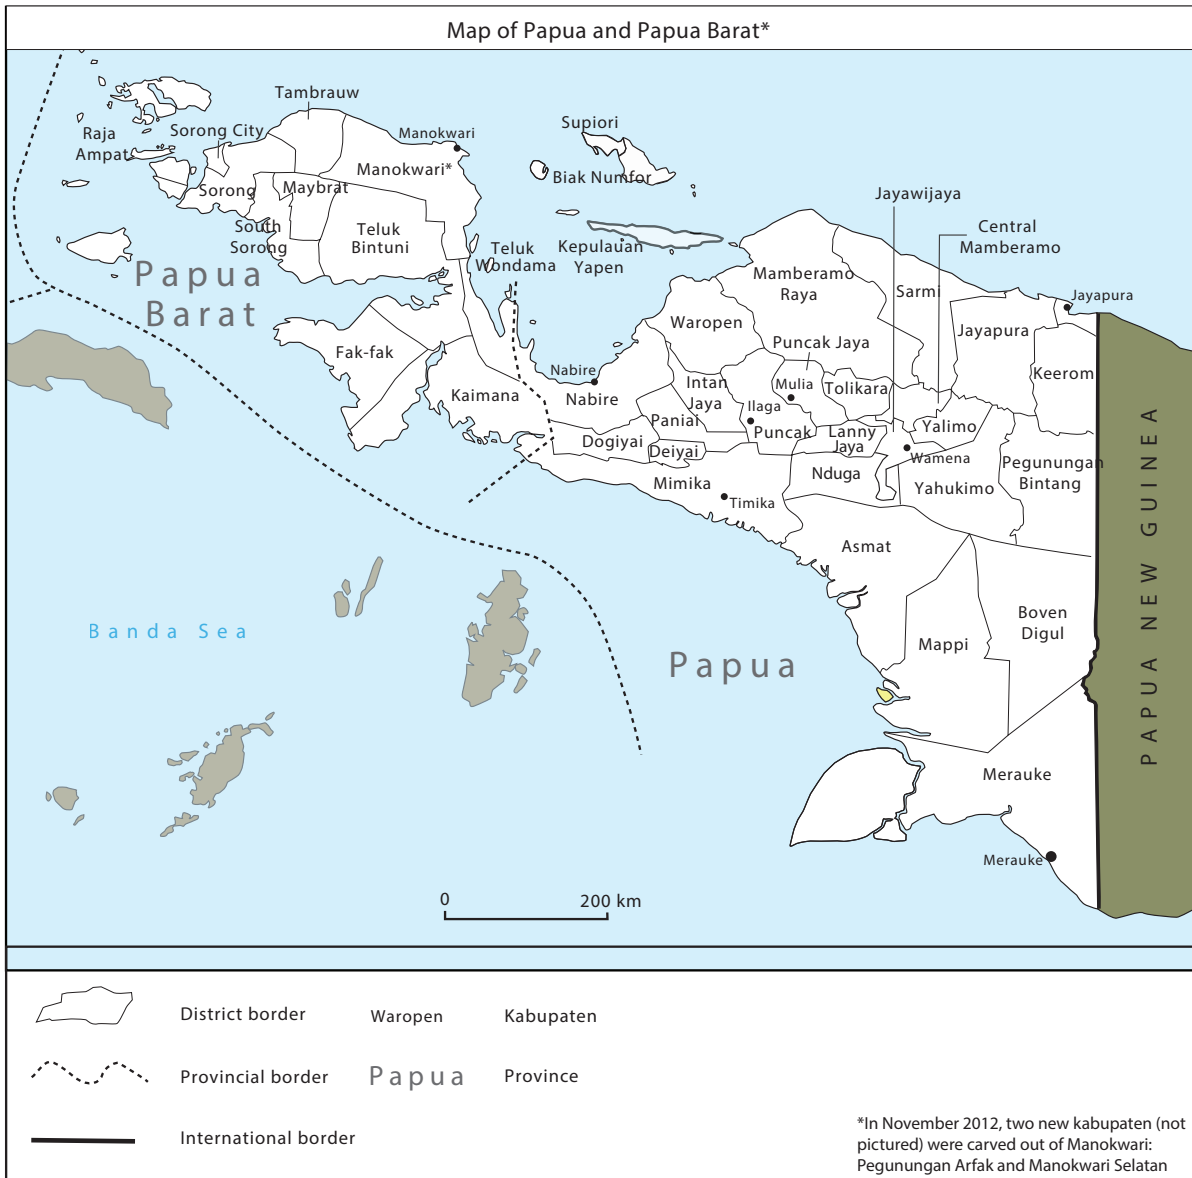 Map of Papua and Papua Barat*
Tambrauw
Raja
Ampat
Sorong City
Manokwari
Supiori
Manokwari*
Sorong
Maybrat
Biak Numfor
Jayawijaya
South
Sorong
Teluk
Bintuni
Teluk
Wondama
Kepulauan
Yapen
Central
Mamberamo
Papua
Barat
Mamberamo
Raya
Sarmi
Jayapura
Waropen
Jayapura
Fak-fak
Puncak Jaya
Keerom
Nabire
Kaimana
Nabire
Intan
Jaya
Mulia
Tolikara
Ilaga
Paniai
Puncak
Lanny
Jaya
Yalimo
Dogiyai
Deiyai
Wamena
Pegunungan
Bintang
Mimika
Nduga
Yahukimo
Timika
Asmat
Boven
Digul
Banda Sea
Mappi
Papua
PAPUA NEW GUINEA
Merauke
Merauke
0 200 km
District border Waropen Kabupaten
Provincial border Papua Province
International border
*In November 2012, two new kabupaten (not
pictured) were carved out of Manokwari:
Pegunungan Arfak and Manokwari Selatan